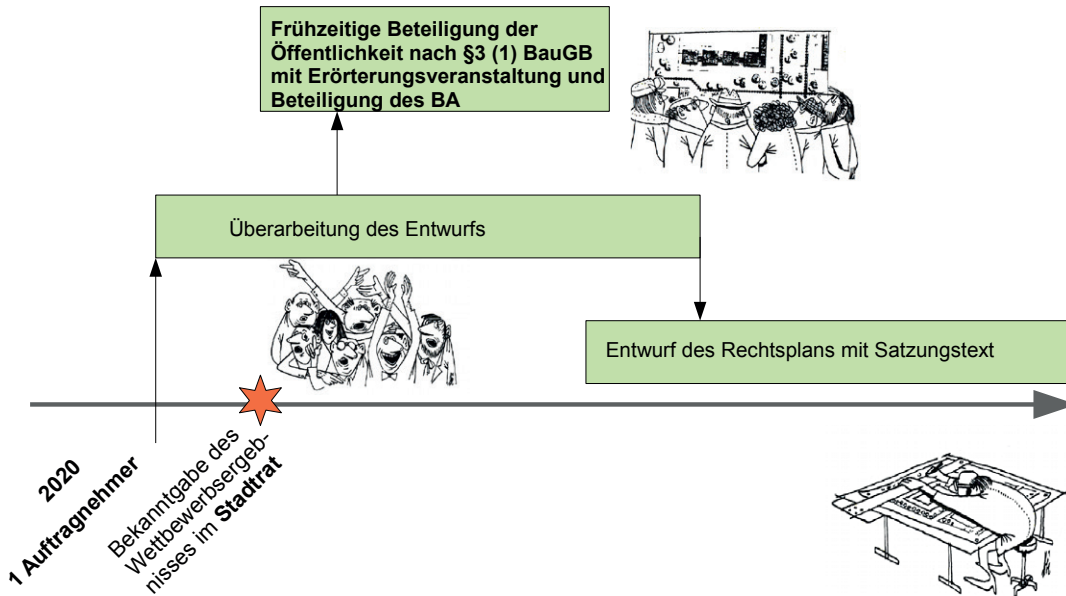 Frühzeitige Beteiligung der
Öffentlichkeit nach §3 (1) BauGB
mit Erörterungsveranstaltung und
Beteiligung des BA
Überarbeitung des Entwurfs
Entwurf des Rechtsplans mit Satzungstext
2020
1 Auftragnehmer
Bekanntgabe des
Wettbewerbsergeb-
nisses im Stadtrat